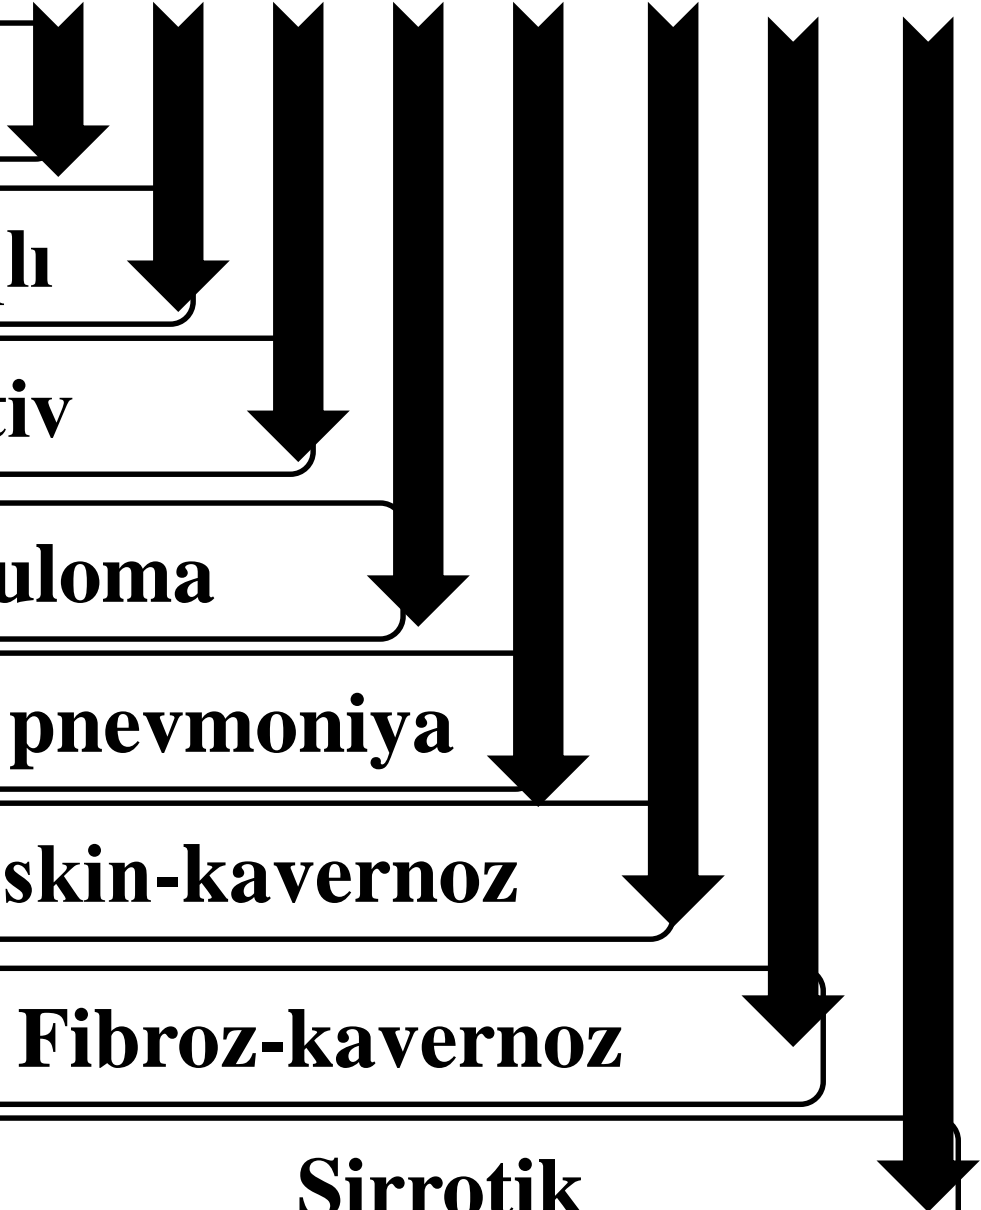 lı
tiv
uloma
pnevmoniya
skin-kavernoz
Fibroz-kavernoz
Sirrotik